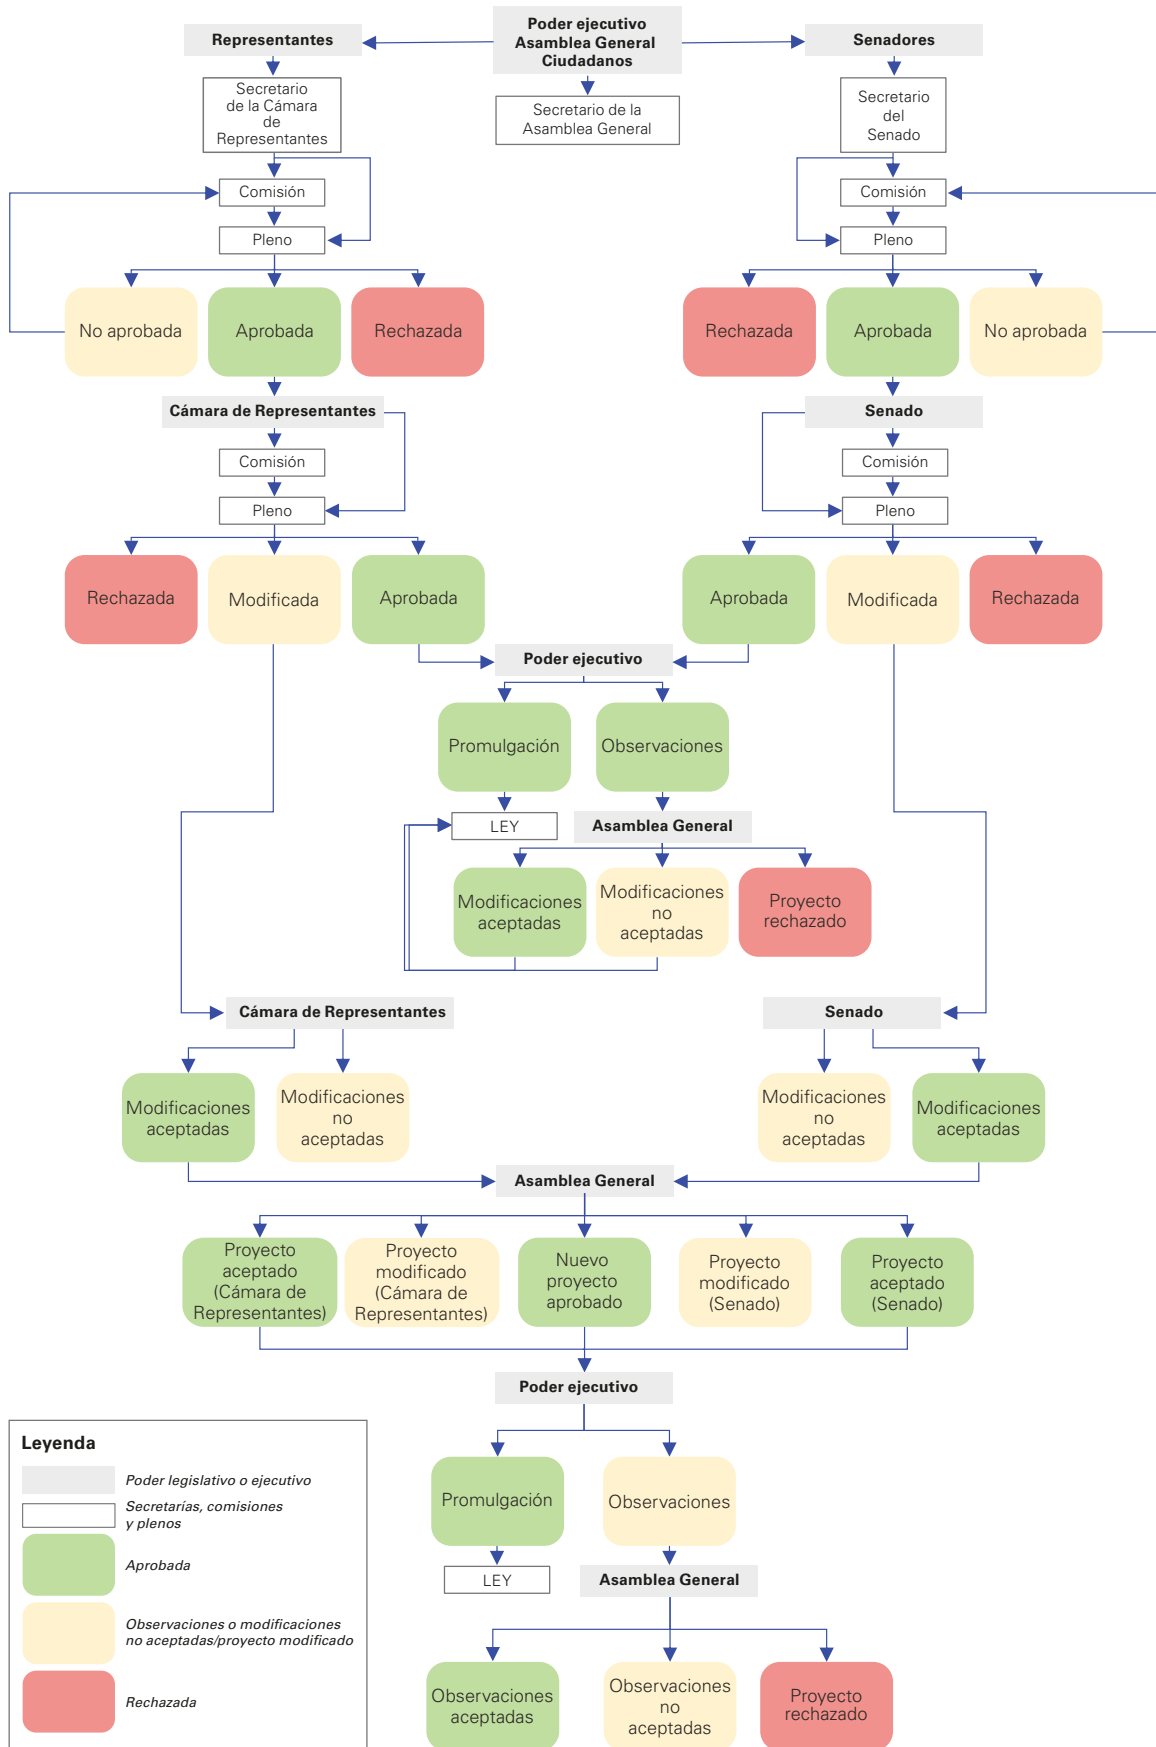 Poder ejecutivo
Asamblea General
Ciudadanos
Representantes
Senadores
Secretario
de la Cámara
de
Representantes
Secretario de la
Asamblea General
Secretario
del
Senado
Comisión
Comisión
Pleno
Pleno
No aprobada
Aprobada
Rechazada
Rechazada
Aprobada
No aprobada
Cámara de Representantes
Senado
Comisión
Comisión
Pleno
Pleno
Rechazada
Modificada
Aprobada
Aprobada
Modificada
Rechazada
Poder ejecutivo
Promulgación
Observaciones
LEY
Asamblea General
Modificaciones
aceptadas
Modificaciones
no
aceptadas
Proyecto
rechazado
Cámara de Representantes
Senado
Modificaciones
aceptadas
Modificaciones
no
aceptadas
Modificaciones
no
aceptadas
Modificaciones
aceptadas
Asamblea General
Proyecto
aceptado
(Cámara de
Representantes)
Proyecto
modificado
(Cámara de
Representantes)
Nuevo
proyecto
aprobado
Proyecto
modificado
(Senado)
Proyecto
aceptado
(Senado)
Poder ejecutivo
Promulgación
Observaciones
LEY
Asamblea General
Observaciones
aceptadas
Observaciones
no
aceptadas
Proyecto
rechazado
Leyenda
Poder legislativo o ejecutivo
Secretarías, comisiones
y plenos
Aprobada
Observaciones o modificaciones
no aceptadas/proyecto modificado
Rechazada